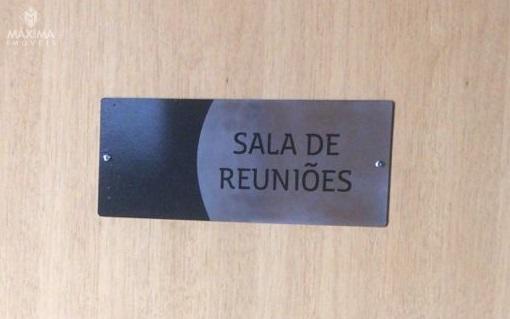 MÁXIMA
IMÓVEIS
SALA DE
REUNIÕES